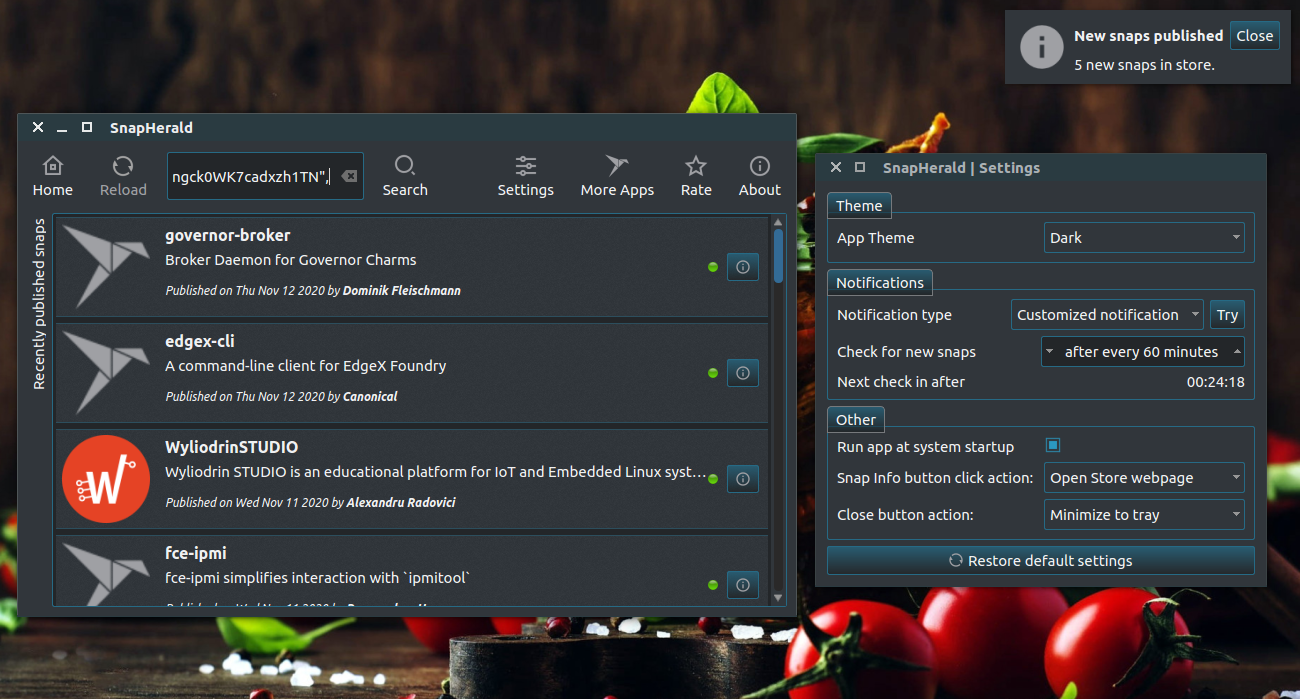 New snaps published
Close
5 new snaps in store.
SnapHerald
Home
Reload
ngck0WK7cadxzh1TN",
Search
Settings
More Apps
Rate
About
Recently published snaps
governor-broker
Broker Daemon for Governor Charms
Published on Thu Nov 12 2020 by Dominik Fleischmann
edgex-cli
A command-line client for EdgeX Foundry
Published on Thu Nov 12 2020 by Canonical
WyliodrinSTUDIO
Wyliodrin STUDIO is an educational platform for IoT and Embedded Linux syst...
Published on Wed Nov 11 2020 by Alexandru Radovici
fce-ipmi
fce-ipmi simplifies interaction with `ipmitool`
SnapHerald | Settings
Theme
App Theme
Dark
Notifications
Notification type
Customized notification
Try
Check for new snaps
after every 60 minutes
Next check in after
00:24:18
Other
Run app at system startup
Snap Info button click action:
Open Store webpage
Close button action:
Minimize to tray
Restore default settings